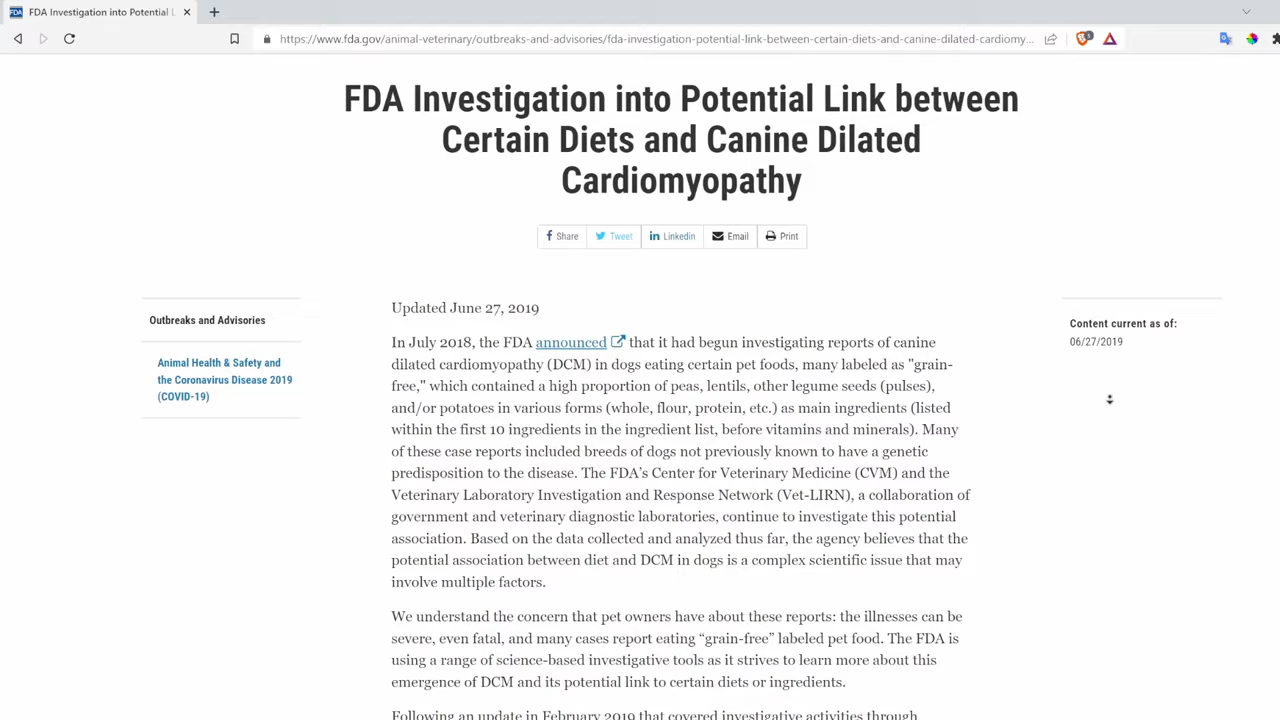 FDA Investigation into Potential L
https://www.fda.gov/animal-veterinary/outbreaks-and-advisories/fda-investigation-potential-link-between-certain-diets-and-canine-dilated-cardiomy...
FDA Investigation into Potential Link between
Certain Diets and Canine Dilated
Cardiomyopathy
Share
Tweet
Linkedin
Email
Print
Outbreaks and Advisories
Animal Health & Safety and
the Coronavirus Disease 2019
(COVID-19)
Updated June 27, 2019
In July 2018, the FDA announced that it had begun investigating reports of canine
dilated cardiomyopathy (DCM) in dogs eating certain pet foods, many labeled as "grain-
free," which contained a high proportion of peas, lentils, other legume seeds (pulses),
and/or potatoes in various forms (whole, flour, protein, etc.) as main ingredients (listed
within the first 10 ingredients in the ingredient list, before vitamins and minerals). Many
of these case reports included breeds of dogs not previously known to have a genetic
predisposition to the disease. The FDA’s Center for Veterinary Medicine (CVM) and the
Veterinary Laboratory Investigation and Response Network (Vet-LIRN), a collaboration of
government and veterinary diagnostic laboratories, continue to investigate this potential
association. Based on the data collected and analyzed thus far, the agency believes that the
potential association between diet and DCM in dogs is a complex scientific issue that may
involve multiple factors.
We understand the concern that pet owners have about these reports: the illnesses can be
severe, even fatal, and many cases report eating “grain-free” labeled pet food. The FDA is
using a range of science-based investigative tools as it strives to learn more about this
emergence of DCM and its potential link to certain diets or ingredients.
Following an update in February 2019 that covered investigative activities through
Content current as of:
06/27/2019